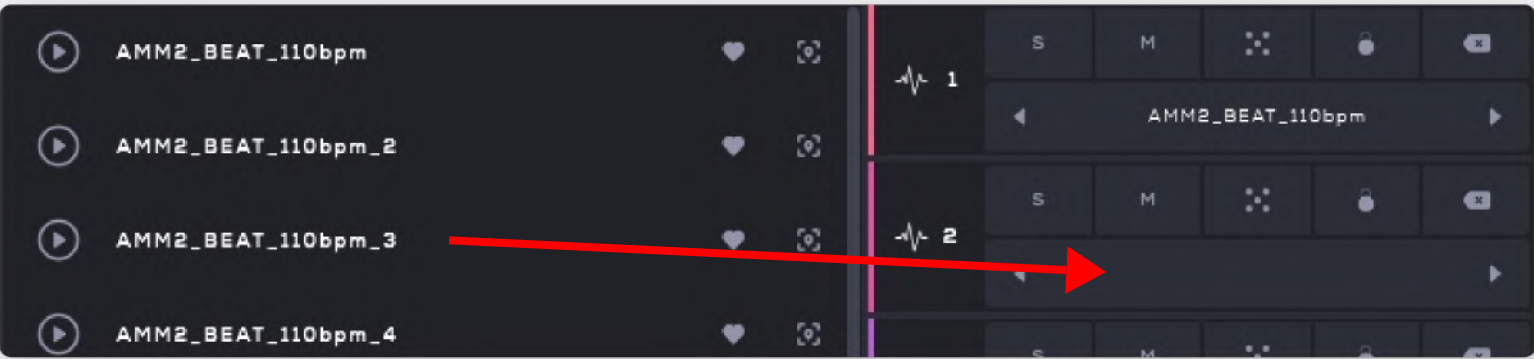 AMM2_BEAT_110bpm
AMM2_BEAT_110bpm_2
AMM2_BEAT_110bpm_3
AMM2_BEAT_110bpm_4
1
S M
AMM2_BEAT_110bpm
2
S M
S M